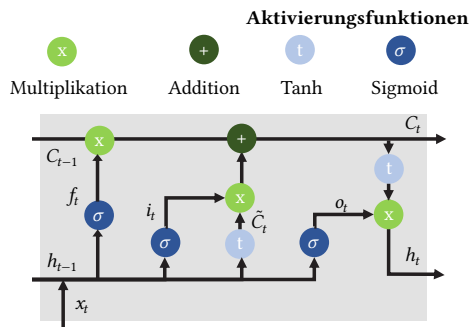 Aktivierungsfunktionen
x + t σ
Multiplikation Addition Tanh Sigmoid
C_t
x +
C_{t-1}
t
f_t i_t x o_t x
σ C̃_t
h_{t-1} σ t σ h_t
x_t